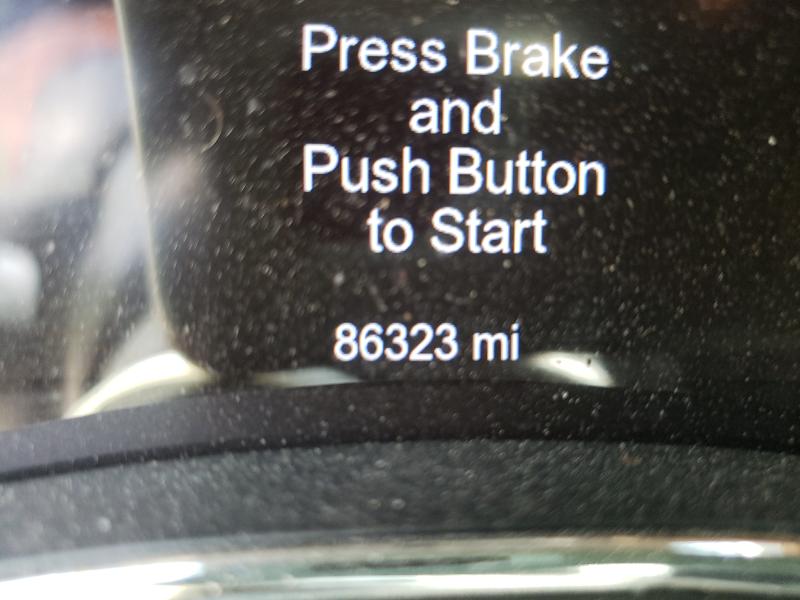 Press Brake
and
Push Button
to Start
86323 mi